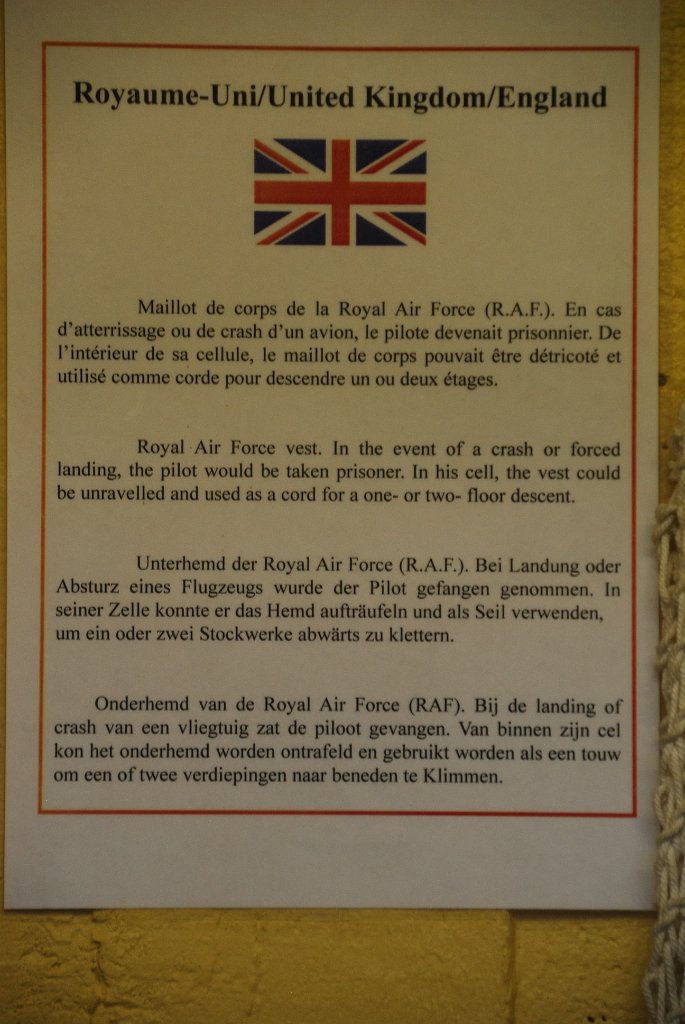 Royaume-Uni/United Kingdom/England
Maillot de corps de la Royal Air Force (R.A.F.). En cas
d'atterrissage ou de crash d'un avion, le pilote devenait prisonnier. De
l'intérieur de sa cellule, le maillot de corps pouvait être détricoté et
utilisé comme corde pour descendre un ou deux étages.
Royal Air Force vest. In the event of a crash or forced
landing, the pilot would be taken prisoner. In his cell, the vest could
be unravelled and used as a cord for a one- or two- floor descent.
Unterhemd der Royal Air Force (R.A.F.). Bei Landung oder
Absturz eines Flugzeugs wurde der Pilot gefangen genommen. In
seiner Zelle konnte er das Hemd aufträufeln und als Seil verwenden,
um ein oder zwei Stockwerke abwärts zu klettern.
Onderhemd van de Royal Air Force (RAF). Bij de landing of
crash van een vliegtuig zat de piloot gevangen. Van binnen zijn cel
kon het onderhemd worden ontrafeld en gebruikt worden als een touw
om een of twee verdiepingen naar beneden te Klimmen.